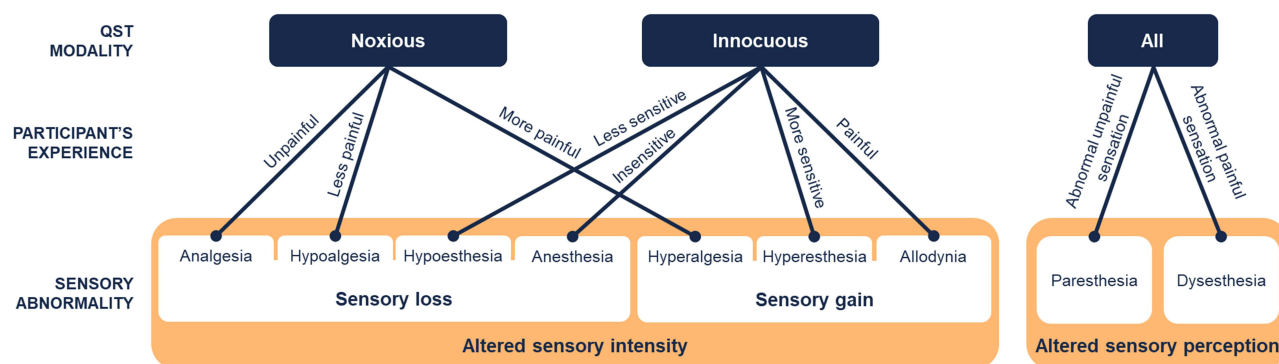 QST
MODALITY
Noxious
Innocuous
All
PARTICIPANT'S
EXPERIENCE
Unpainful
Less painful
More painful
Less sensitive
Insensitive
More sensitive
Painful
Abnormal unpainful
sensation
Abnormal painful
sensation
SENSORY
ABNORMALITY
Analgesia
Hypoalgesia
Hypoesthesia
Anesthesia
Hyperalgesia
Hyperesthesia
Allodynia
Paresthesia
Dysesthesia
Sensory loss
Sensory gain
Altered sensory intensity
Altered sensory perception